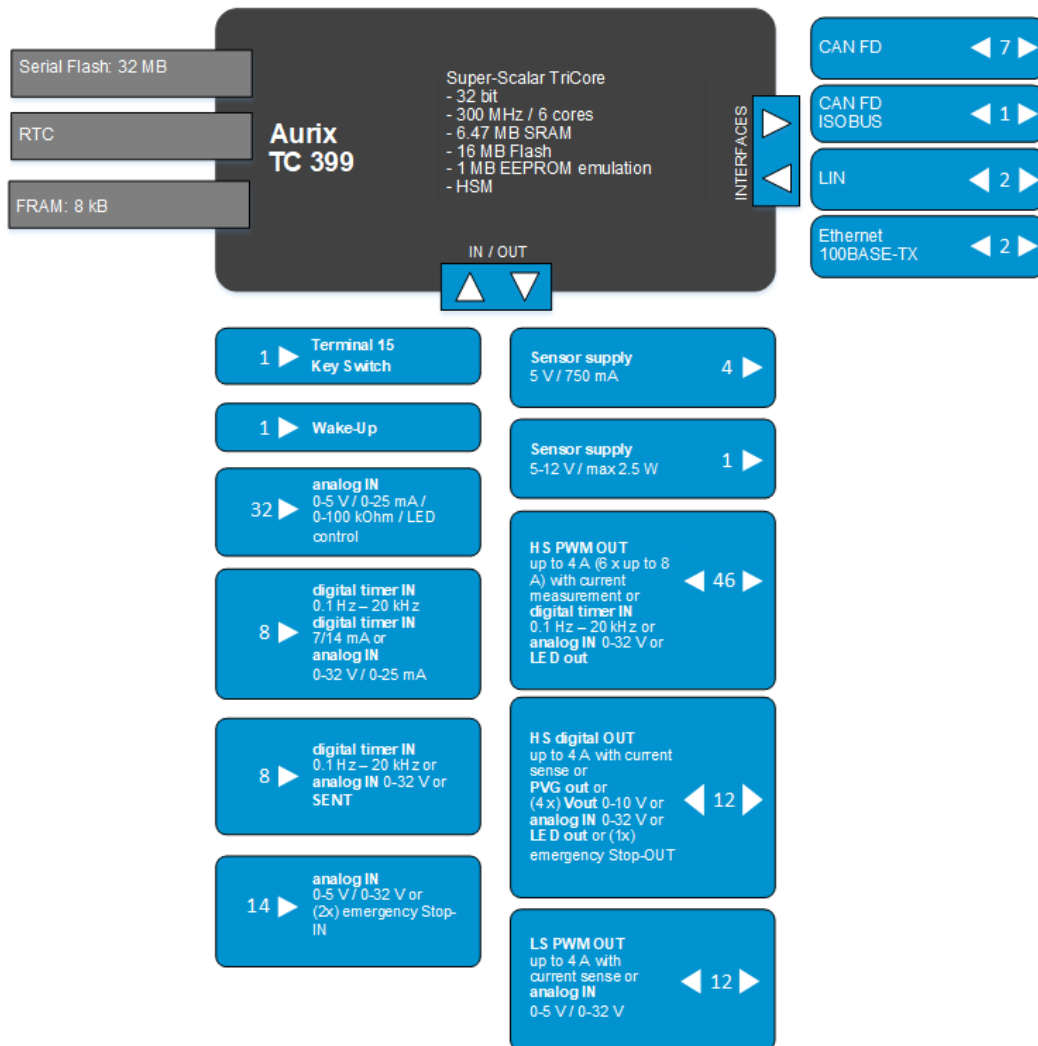 Serial Flash: 32 MB
RTC
FRAM: 8 kB
Aurix
TC 399
Super-Scalar TriCore
- 32 bit
- 300 MHz / 6 cores
- 6.47 MB SRAM
- 16 MB Flash
- 1 MB EEPROM emulation
- HSM
INTERFACES
IN / OUT
CAN FD
7
CAN FD
ISOBUS
1
LIN
2
Ethernet
100BASE-TX
2
1
Terminal 15
Key Switch
1
Wake-Up
32
analog IN
0-5 V / 0-25 mA /
0-100 kOhm / LED
control
8
digital timer IN
0.1 Hz – 20 kHz
digital timer IN
7/14 mA or
analog IN
0-32 V / 0-25 mA
8
digital timer IN
0.1 Hz – 20 kHz or
analog IN 0-32 V or
SENT
14
analog IN
0-5 V / 0-32 V or
(2x) emergency Stop-
IN
Sensor supply
5 V / 750 mA
4
Sensor supply
5-12 V / max 2.5 W
1
HS PWM OUT
up to 4 A (6 x up to 8
A) with current
measurement or
digital timer IN
0.1 Hz – 20 kHz or
analog IN 0-32 V or
LED out
46
HS digital OUT
up to 4 A with current
sense or
PVG out or
(4 x) Vout 0-10 V or
analog IN 0-32 V or
LED out or (1x)
emergency Stop-OUT
12
LS PWM OUT
up to 4 A with
current sense or
analog IN
0-5 V / 0-32 V
12